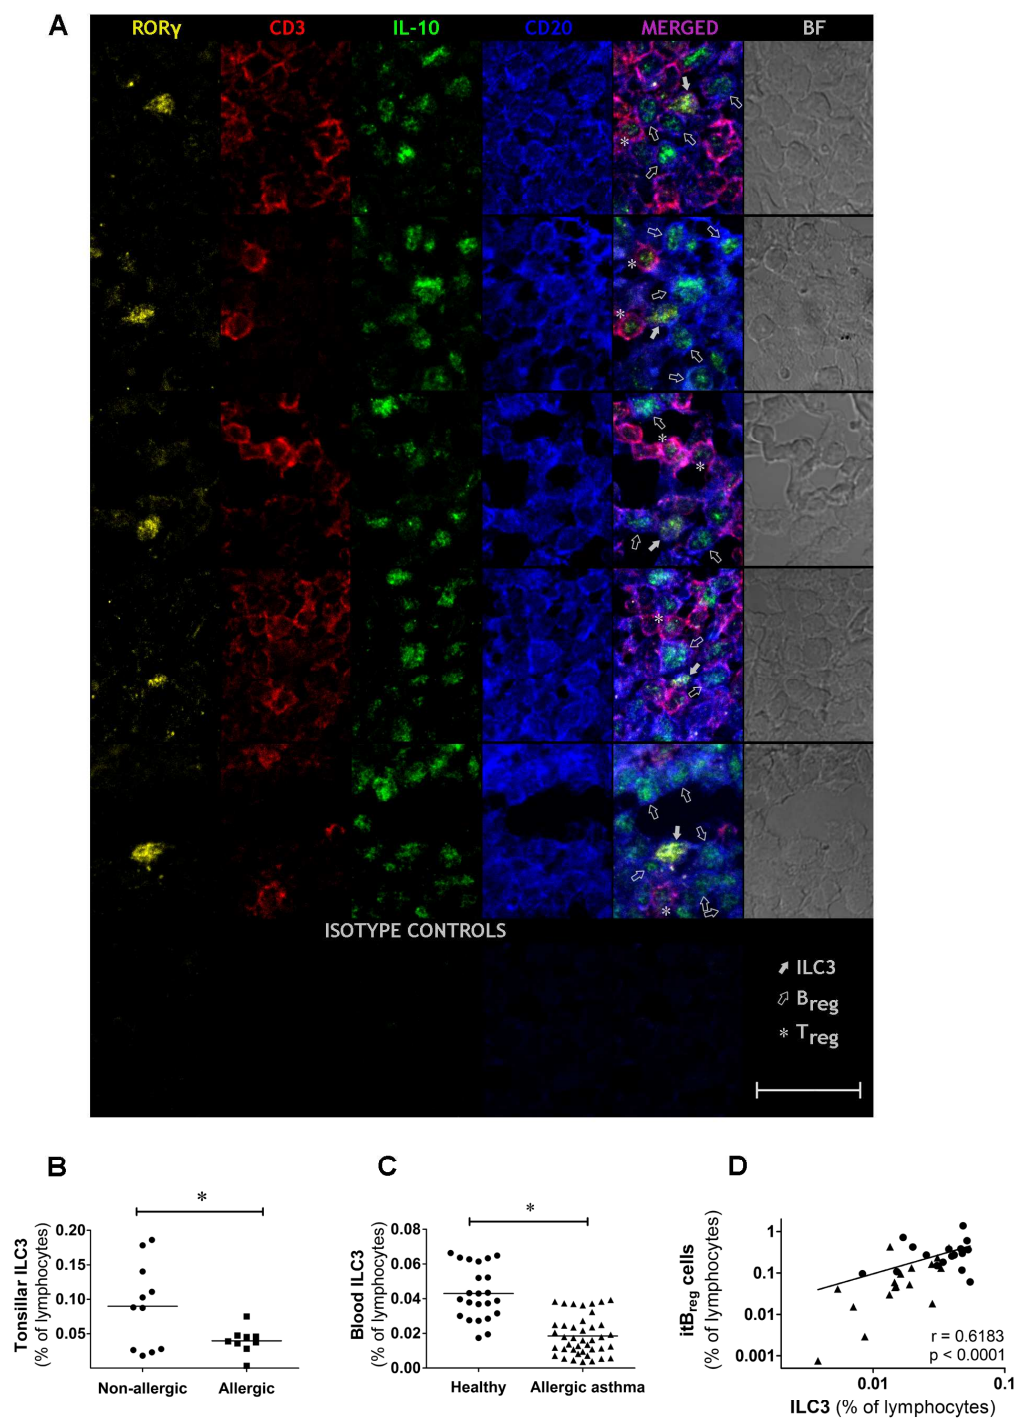 A
RORγ CD3 IL-10 CD20 MERGED BF
* 
*
*
*
*
*
*
ISOTYPE CONTROLS
ILC3
Breg
* Treg
B
*
Tonsillar ILC3
(% of lymphocytes)
0.20
0.15
0.10
0.05
Non-allergic Allergic
C
*
Blood ILC3
(% of lymphocytes)
0.08
0.06
0.04
0.02
0.00
Healthy Allergic asthma
D
itBreg cells
(% of lymphocytes)
1
0.1
0.01
0.001
r = 0.6183
p < 0.0001
0.01 0.1
ILC3 (% of lymphocytes)